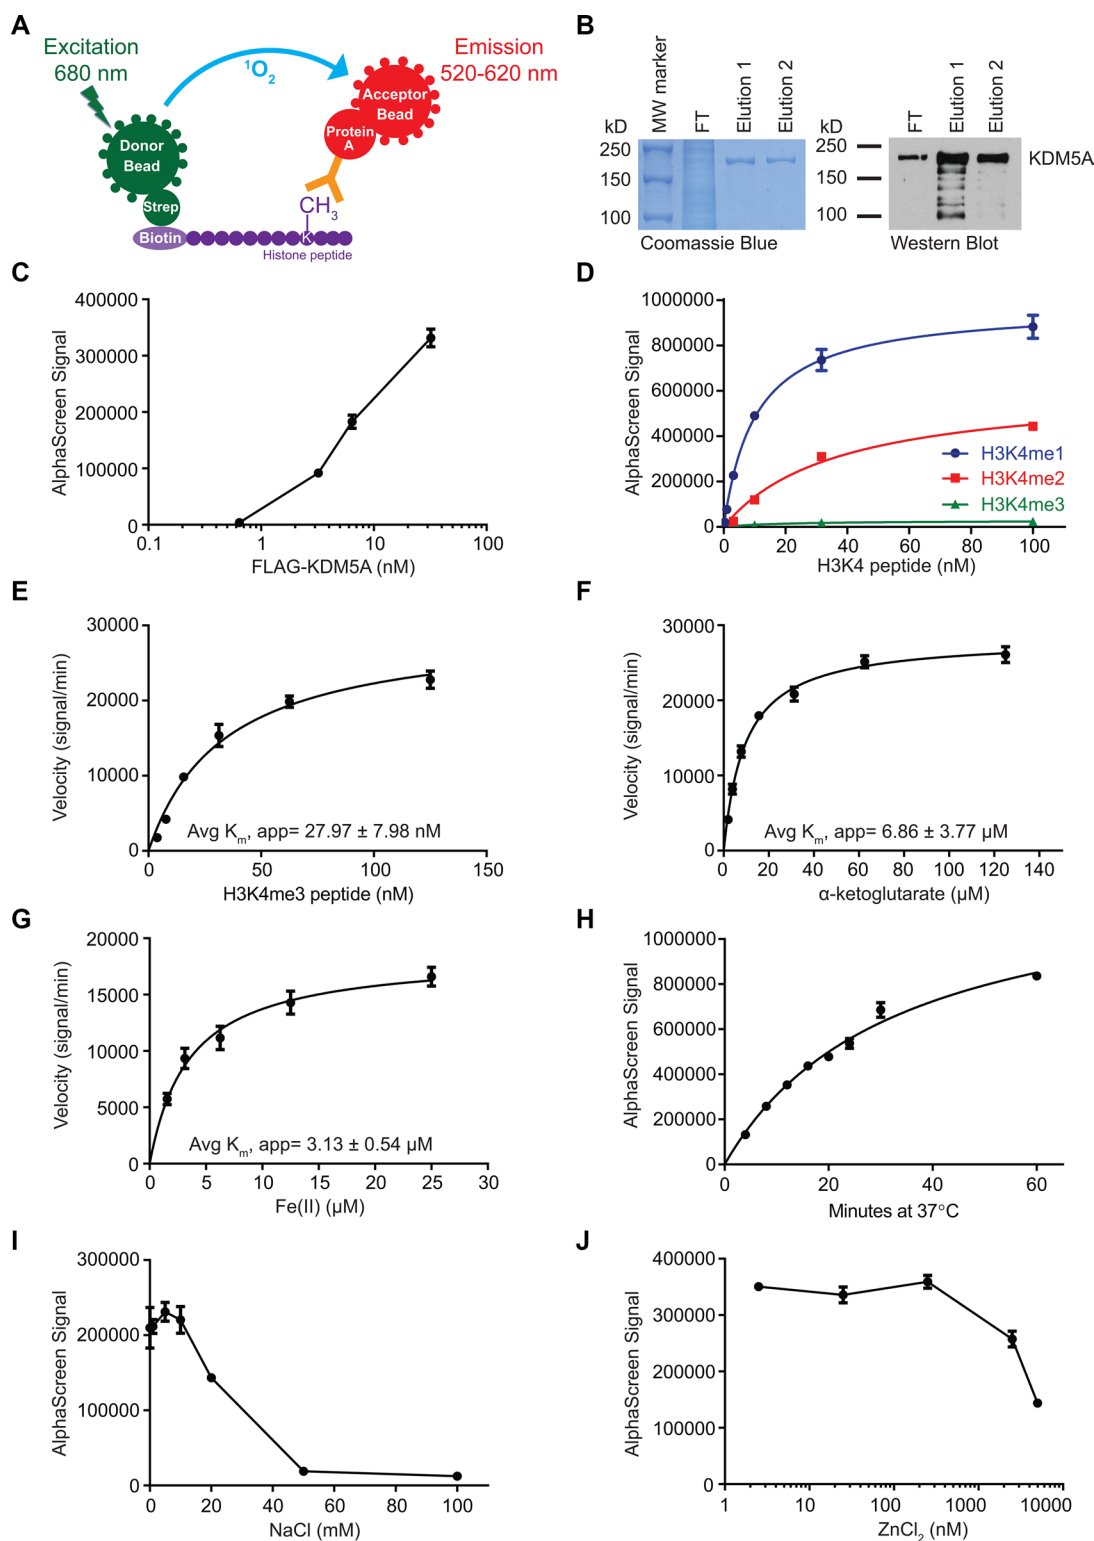 A
Excitation
680 nm
Emission
520-620 nm
1O2
Donor
Bead
Acceptor
Bead
Protein
A
Strep
CH3
Biotin
K
Histone peptide
B
kD
MW marker
FT
Elution 1
Elution 2
250
150
100
Coomassie Blue
kD
FT
Elution 1
Elution 2
250
150
100
KDM5A
Western Blot
C
AlphaScreen Signal
400000
300000
200000
100000
0
0.1
1
10
100
FLAG-KDM5A (nM)
D
AlphaScreen Signal
1000000
800000
600000
400000
200000
0
H3K4me1
H3K4me2
H3K4me3
0
20
40
60
80
100
H3K4 peptide (nM)
E
Velocity (signal/min)
30000
20000
10000
0
Avg Km, app= 27.97 ± 7.98 nM
0
50
100
150
H3K4me3 peptide (nM)
F
Velocity (signal/min)
30000
20000
10000
0
Avg Km, app= 6.86 ± 3.77 µM
0
20
40
60
80
100
120
140
α-ketoglutarate (µM)
G
Velocity (signal/min)
20000
15000
10000
5000
0
Avg Km, app= 3.13 ± 0.54 µM
0
5
10
15
20
25
30
Fe(II) (µM)
H
AlphaScreen Signal
1000000
800000
600000
400000
200000
0
0
20
40
60
Minutes at 37°C
I
AlphaScreen Signal
300000
200000
100000
0
0
20
40
60
80
100
NaCl (mM)
J
AlphaScreen Signal
400000
300000
200000
100000
0
1
10
100
1000
10000
ZnCl2 (nM)